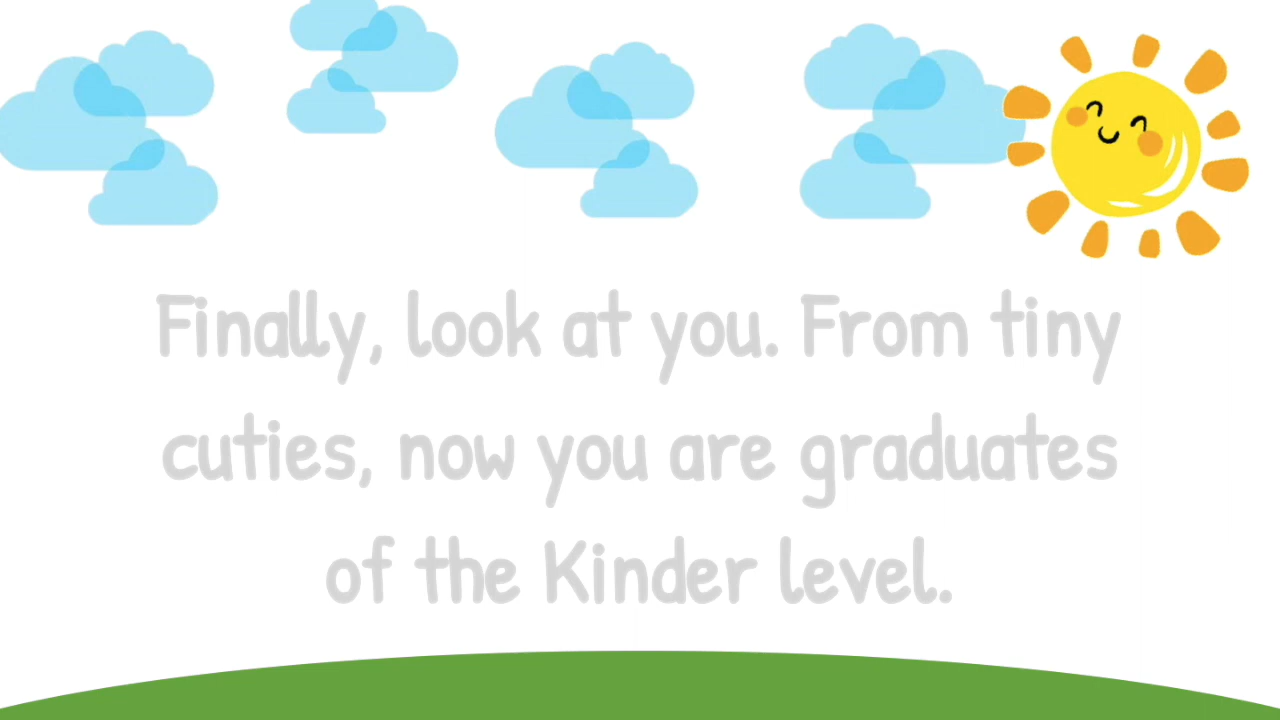 Finally, look at you. From tiny
cuties, now you are graduates
of the Kinder level.